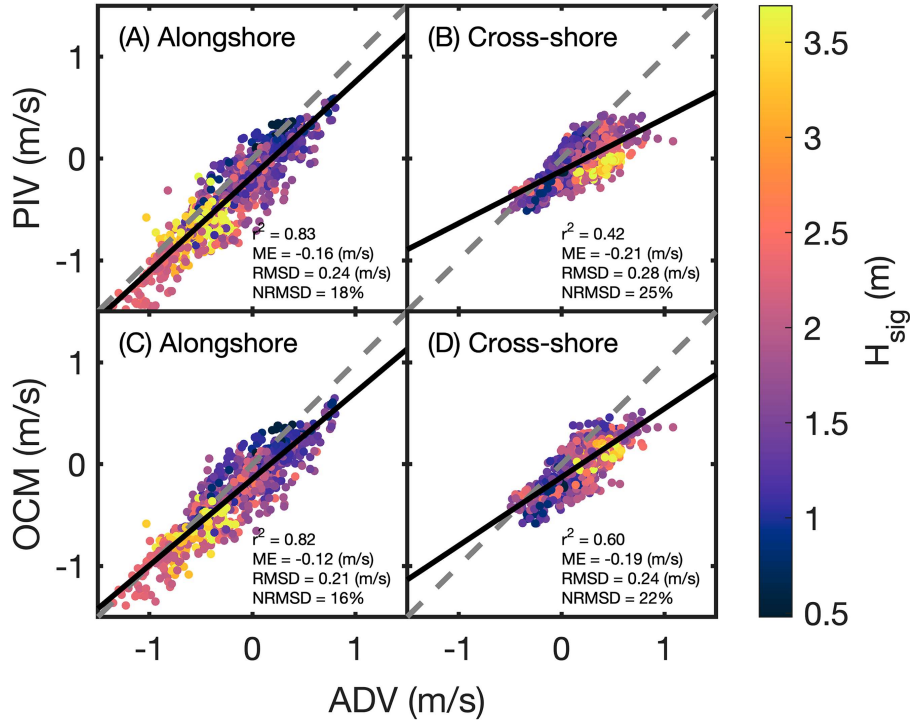 (A) Alongshore
(B) Cross-shore
1
0
-1
PIV (m/s)
r² = 0.83
ME = -0.16 (m/s)
RMSD = 0.24 (m/s)
NRMSD = 18%
r² = 0.42
ME = -0.21 (m/s)
RMSD = 0.28 (m/s)
NRMSD = 25%
(C) Alongshore
(D) Cross-shore
1
0
-1
OCM (m/s)
r² = 0.82
ME = -0.12 (m/s)
RMSD = 0.21 (m/s)
NRMSD = 16%
r² = 0.60
ME = -0.19 (m/s)
RMSD = 0.24 (m/s)
NRMSD = 22%
-1 0 1 -1 0 1
ADV (m/s)
3.5
3
2.5
2
1.5
1
0.5
H_sig (m)